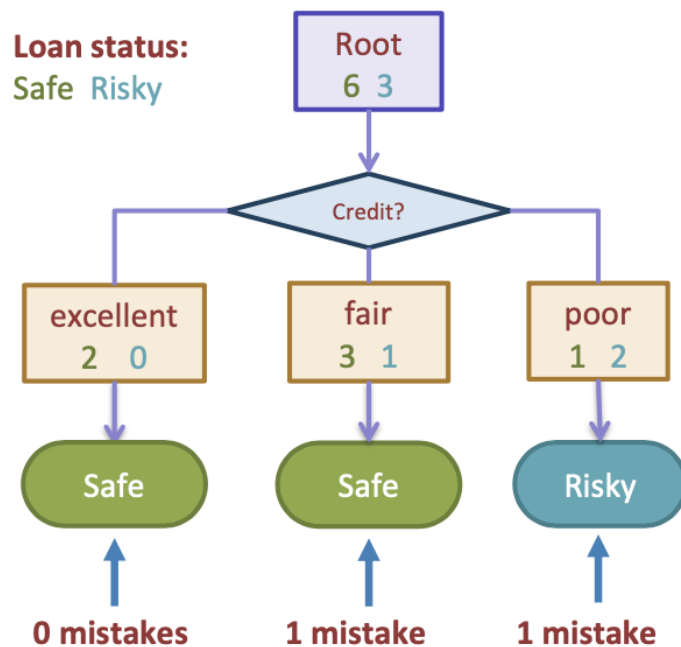 Loan status:
Safe Risky
Root
6 3
Credit?
excellent
2 0
fair
3 1
poor
1 2
Safe
Safe
Risky
0 mistakes
1 mistake
1 mistake